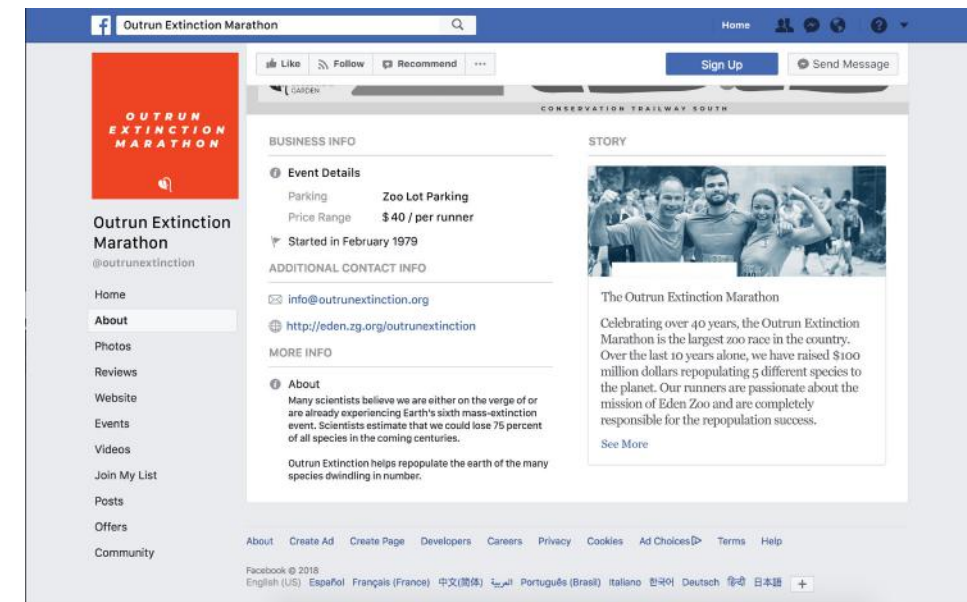 Outrun Extinction Marathon
Home
OUTRUN
EXTINCTION
MARATHON
Like Follow Recommend ...
Sign Up
Send Message
GARDEN
CONSERVATION TRAILWAY SOUTH
Outrun Extinction
Marathon
@outrunextinction
Home
About
Photos
Reviews
Website
Events
Videos
Join My List
Posts
Offers
Community
BUSINESS INFO
Event Details
Parking Zoo Lot Parking
Price Range $40 / per runner
Started in February 1979
ADDITIONAL CONTACT INFO
info@outrunextinction.org
http://eden.zg.org/outrunextinction
MORE INFO
About
Many scientists believe we are either on the verge of or
are already experiencing Earth's sixth mass-extinction
event. Scientists estimate that we could lose 75 percent
of all species in the coming centuries.
Outrun Extinction helps repopulate the earth of the many
species dwindling in number.
STORY
The Outrun Extinction Marathon
Celebrating over 40 years, the Outrun Extinction
Marathon is the largest zoo race in the country.
Over the last 10 years alone, we have raised $100
million dollars repopulating 5 different species to
the planet. Our runners are passionate about the
mission of Eden Zoo and are completely
responsible for the repopulation success.
See More
About Create Ad Create Page Developers Careers Privacy Cookies Ad Choices Terms Help
Facebook © 2018
English (US) Español Français (France) 中文(简体) العربية Português (Brasil) Italiano 한국어 Deutsch हिन्दी 日本語 +